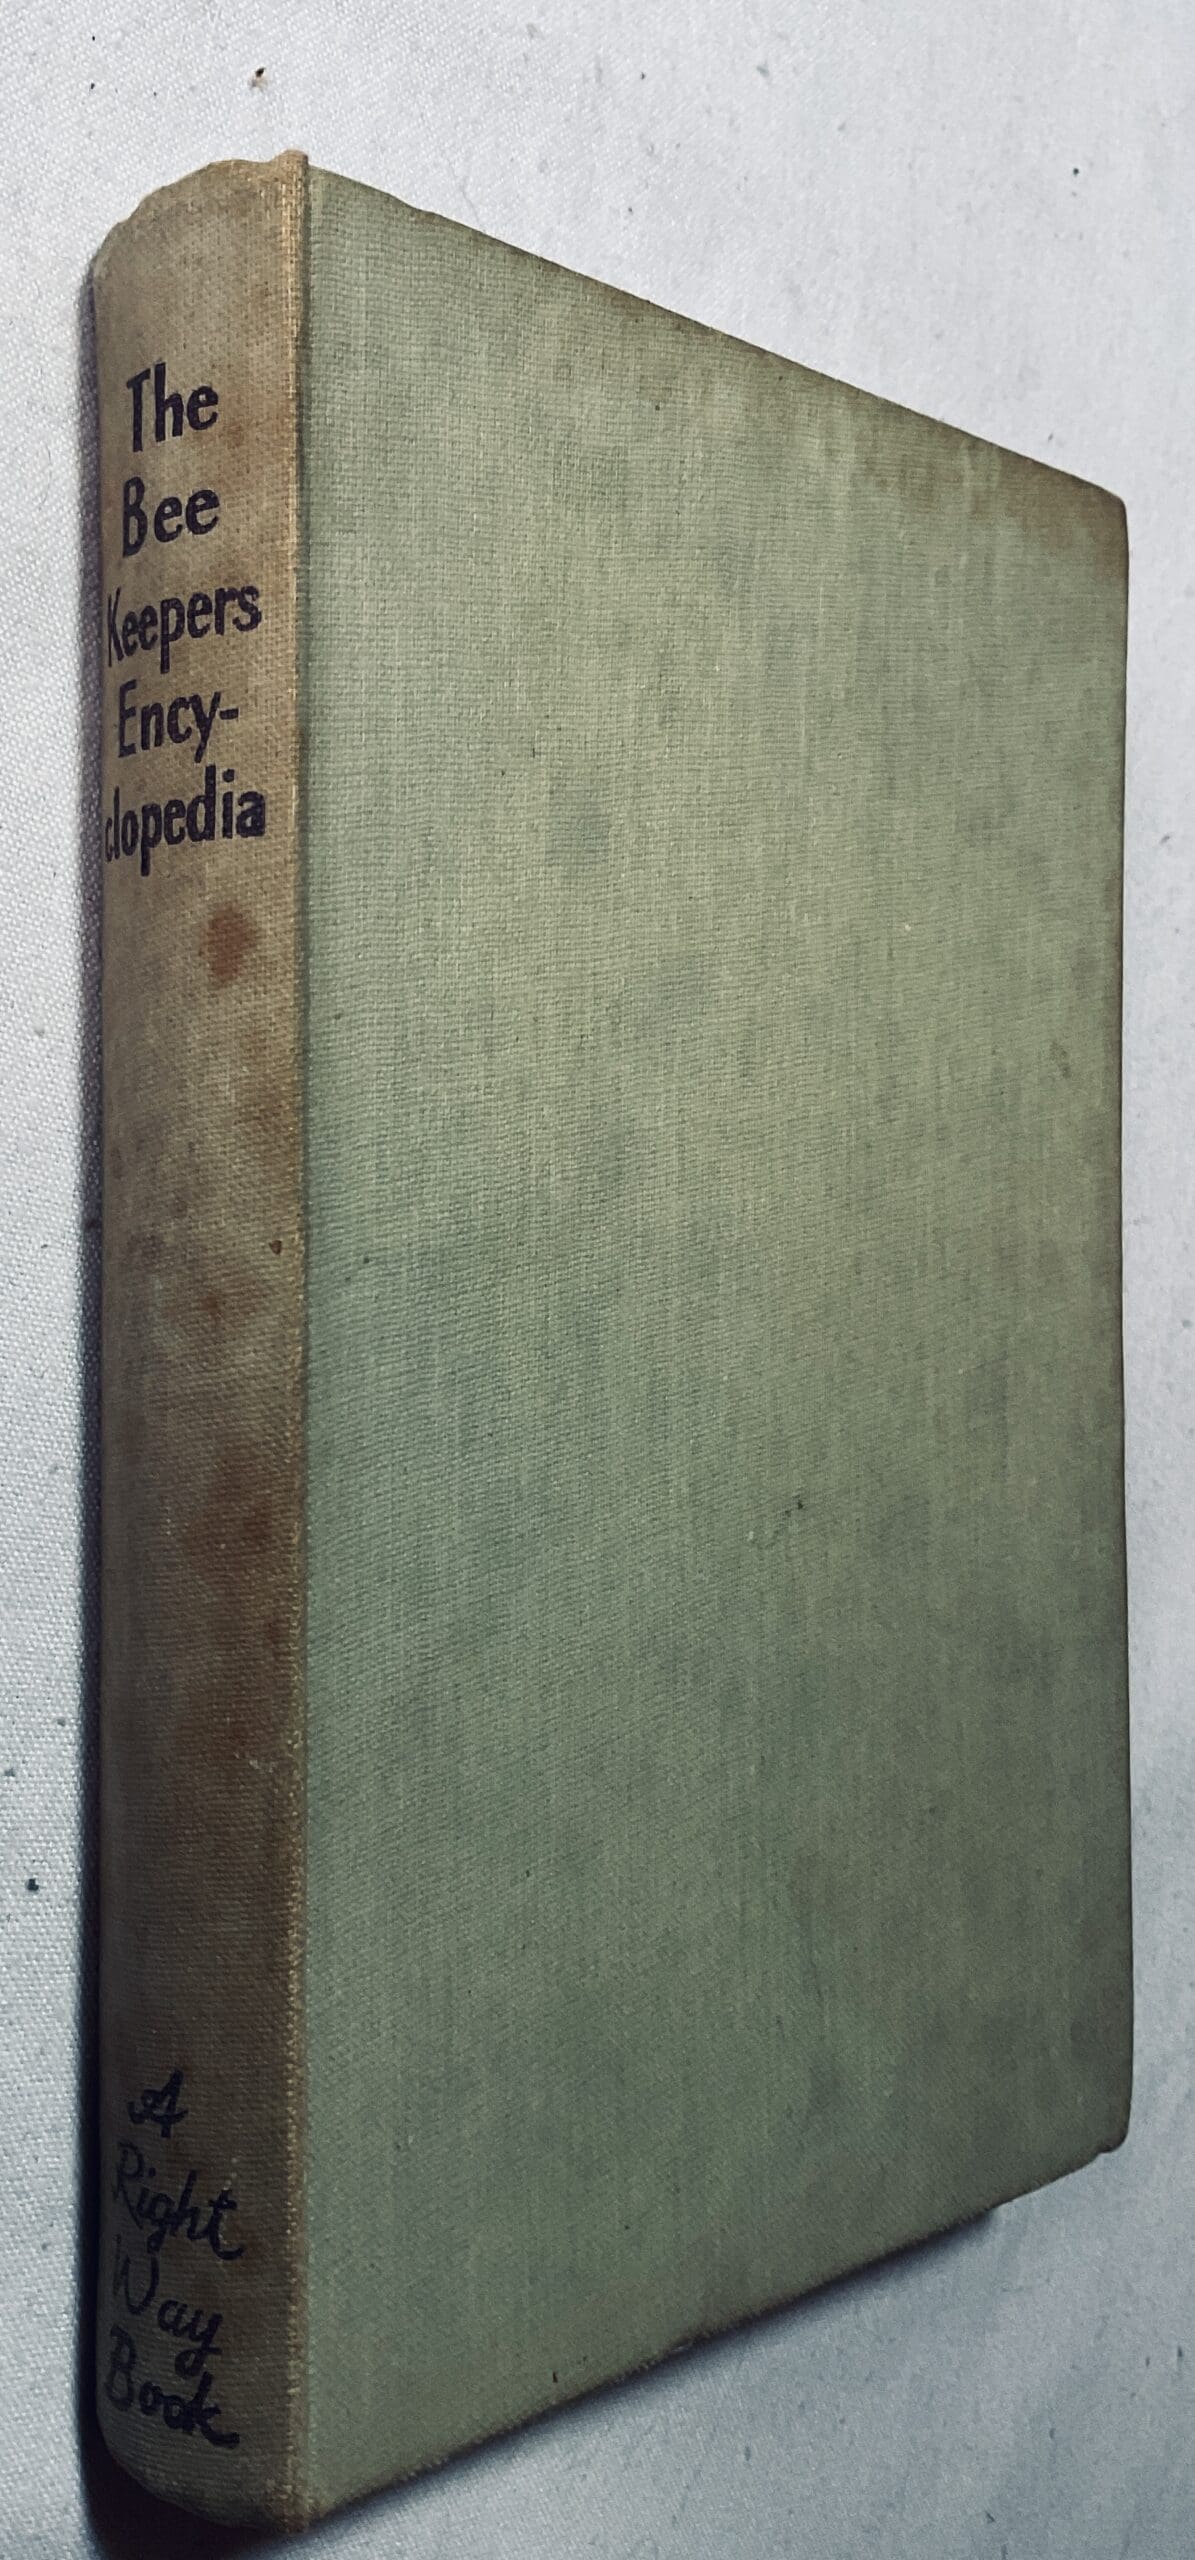 The
Bee
Keepers
Ency-
clopedia
A
Right
Way
Book